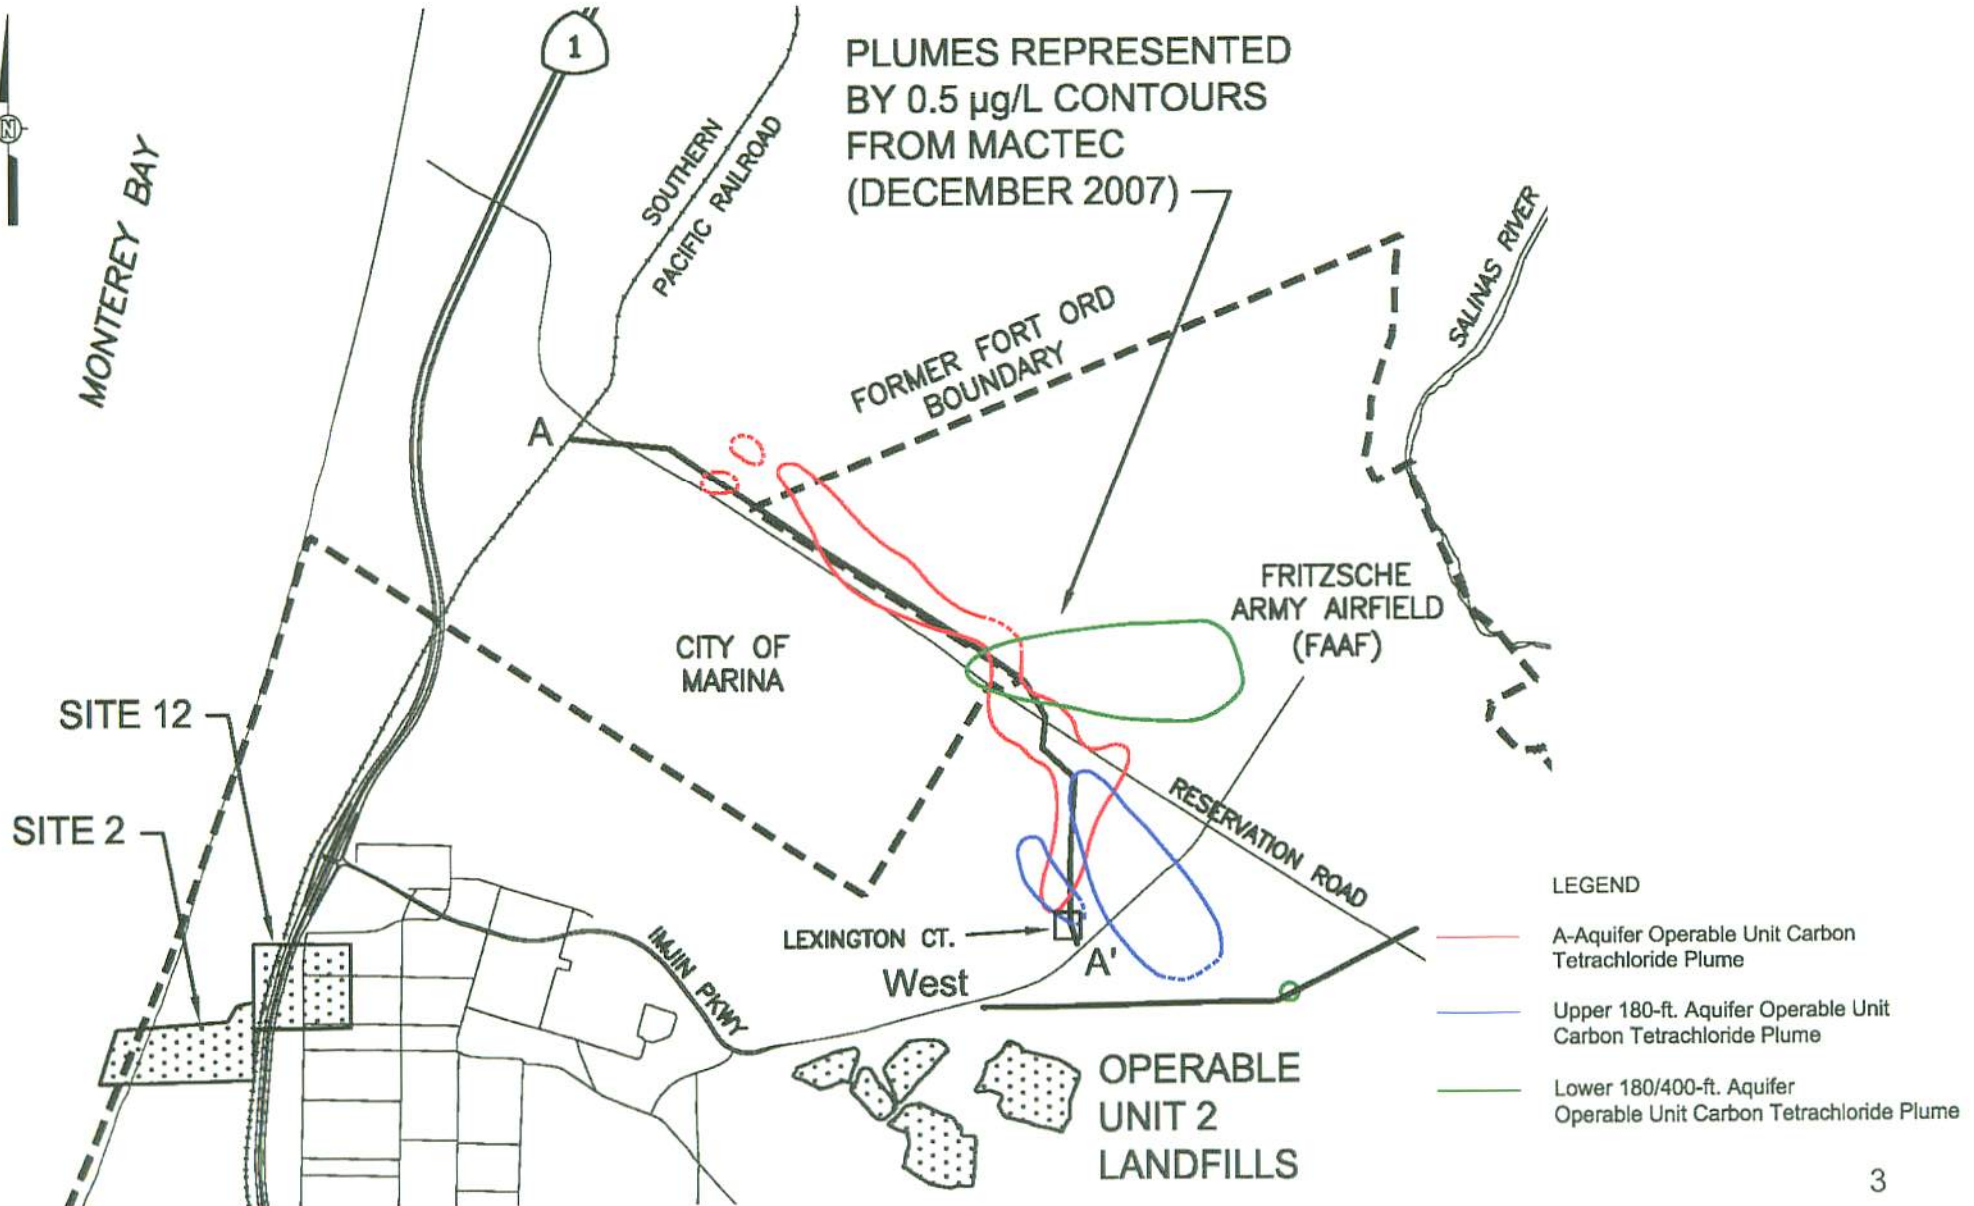 1
N
PLUMES REPRESENTED
BY 0.5 µg/L CONTOURS
FROM MACTEC
(DECEMBER 2007)
MONTEREY BAY
SOUTHERN
PACIFIC RAILROAD
SALINAS RIVER
FORMER FORT ORD
BOUNDARY
A
FRITZSCHE
ARMY AIRFIELD
(FAAF)
CITY OF
MARINA
SITE 12
SITE 2
RESERVATION ROAD
LEXINGTON CT.
A'
West
IMJIN PKWY
OPERABLE
UNIT 2
LANDFILLS
LEGEND
A-Aquifer Operable Unit Carbon
Tetrachloride Plume
Upper 180-ft. Aquifer Operable Unit
Carbon Tetrachloride Plume
Lower 180/400-ft. Aquifer
Operable Unit Carbon Tetrachloride Plume
3